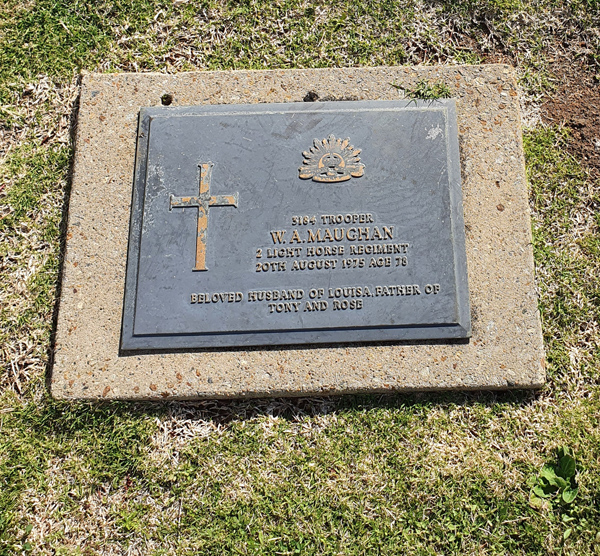 3184 TROOPER
W.A.MAUGHAN
2 LIGHT HORSE REGIMENT
20TH AUGUST 1975 AGE 78
BELOVED HUSBAND OF LOUISA. FATHER OF
TONY AND ROSE